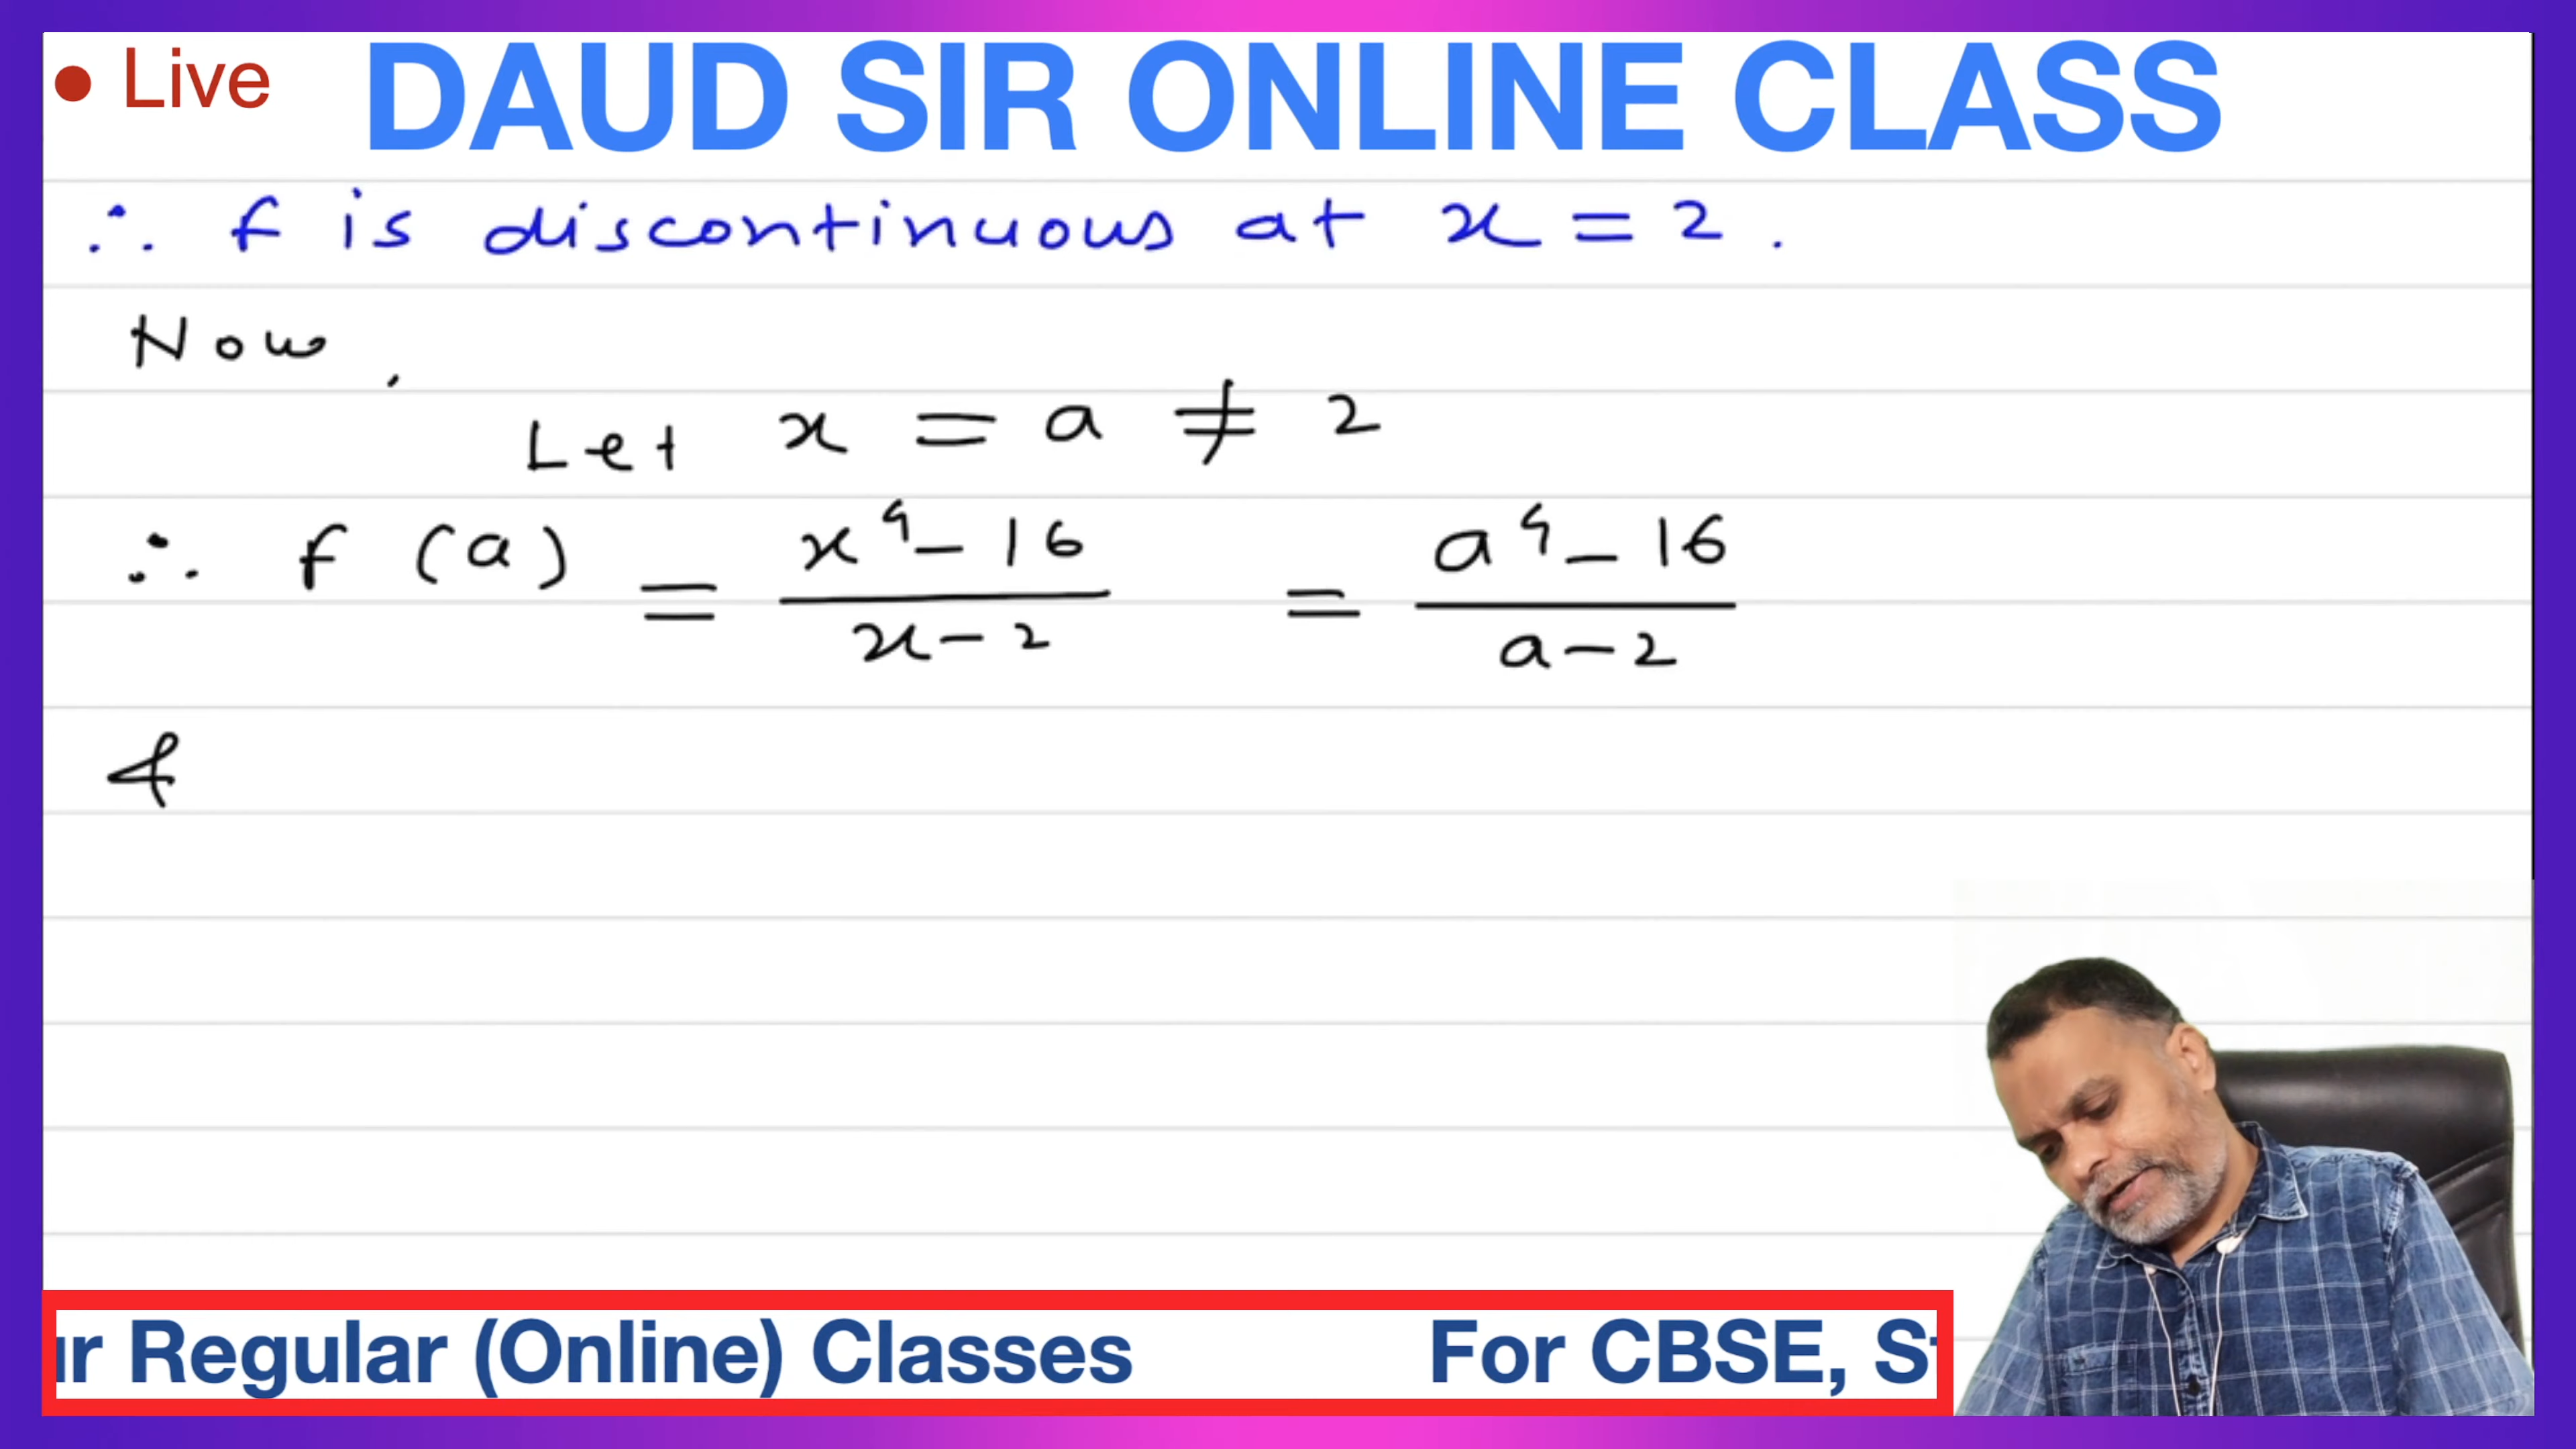 • Live
DAUD SIR ONLINE CLASS
∴ f is discontinuous at x = 2.
Now,
Let x = a ≠ 2
∴ f (a) = x⁴ - 16 / x - 2 = a⁴ - 16 / a - 2
&
r Regular (Online) Classes For CBSE, S